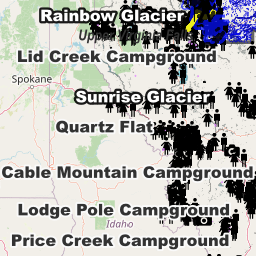 Rainbow Glacier
Lid Creek Campground
Spokane
Sunrise Glacier
Quartz Flat
Cable Mountain Campground
Lodge Pole Campground
Idaho
Price Creek Campground